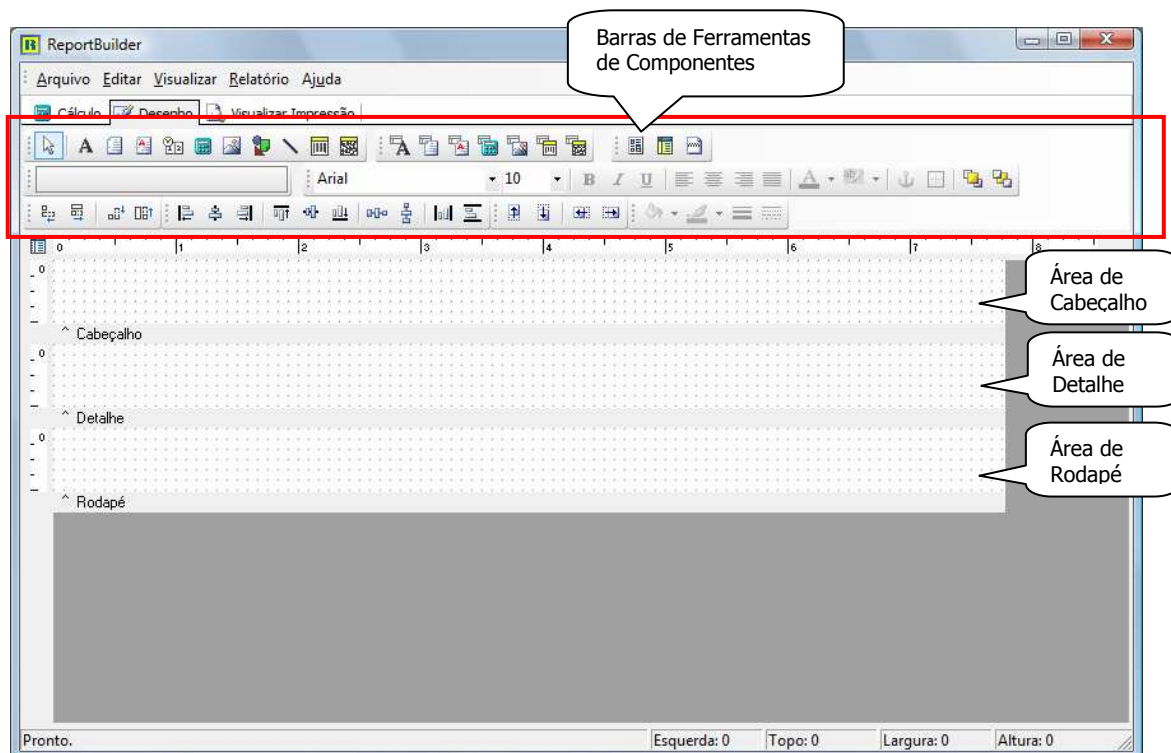 ReportBuilder
Barras de Ferramentas
de Componentes
Arquivo Editar Visualizar Relatório Ajuda
Cálculo Desenho Visualizar Impressão
Arial 10 B I U
0 1 2 3 4 5 6 7 8
0
Área de
Cabeçalho
^ Cabeçalho
0
Área de
Detalhe
^ Detalhe
0
Área de
Rodapé
^ Rodapé
Pronto. Esquerda: 0 Topo: 0 Largura: 0 Altura: 0